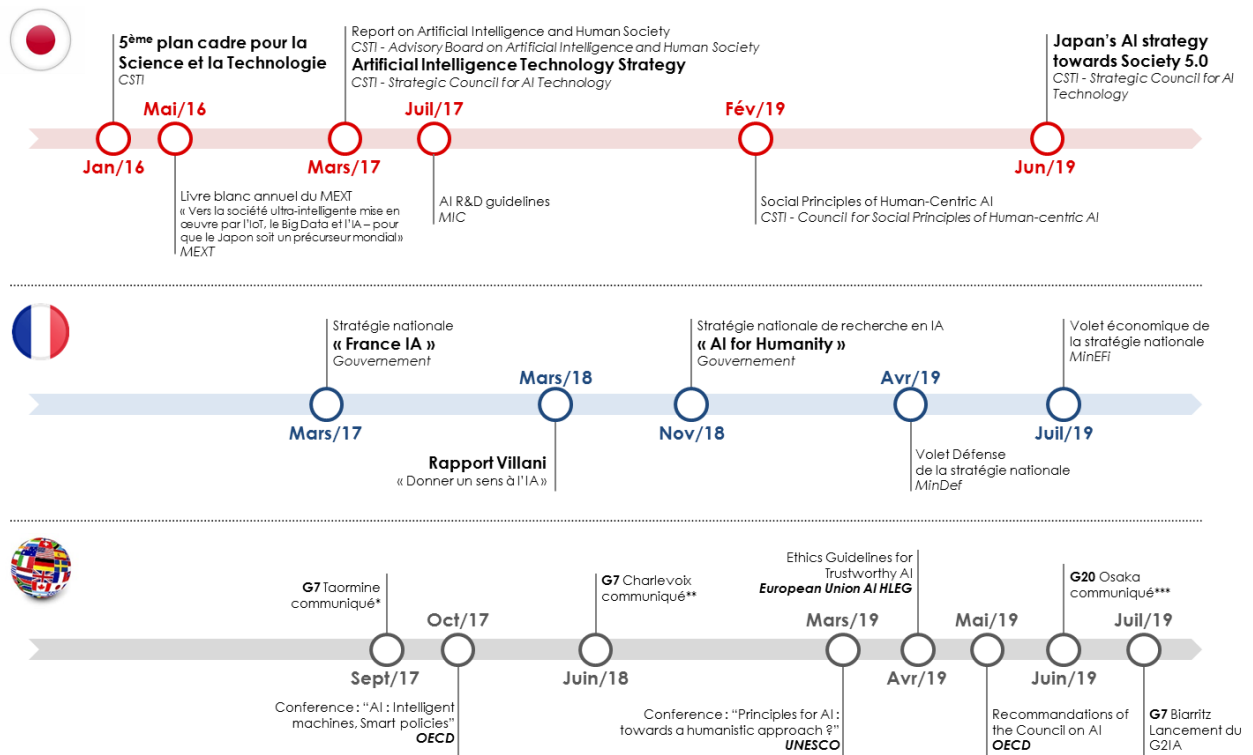 5ème plan cadre pour la
Science et la Technologie
CSTI
Report on Artificial Intelligence and Human Society
CSTI - Advisory Board on Artificial Intelligence and Human Society
Artificial Intelligence Technology Strategy
CSTI - Strategic Council for AI Technology
Japan's AI strategy
towards Society 5.0
CSTI - Strategic Council for AI
Technology
Mai/16
Juil/17
Fév/19
Jan/16
Mars/17
Jun/19
Livre blanc annuel du MEXT
« Vers la société ultra-intelligente mise en
œuvre par l'IoT, le Big Data et l'IA – pour
que le Japon soit un précurseur mondial»
MEXT
AI R&D guidelines
MIC
Social Principles of Human-Centric AI
CSTI - Council for Social Principles of Human-centric AI
Stratégie nationale
« France IA »
Gouvernement
Stratégie nationale de recherche en IA
« AI for Humanity »
Gouvernement
Volet économique de
la stratégie nationale
MinEFi
Mars/18
Avr/19
Mars/17
Nov/18
Juil/19
Rapport Villani
« Donner un sens à l'IA »
Volet Défense
de la stratégie nationale
MinDef
G7 Taormine
communiqué*
G7 Charlevoix
communiqué**
Ethics Guidelines for
Trustworthy AI
European Union AI HLEG
G20 Osaka
communiqué***
Oct/17
Mars/19
Mai/19
Juil/19
Sept/17
Juin/18
Avr/19
Juin/19
Conference : "AI : Intelligent
machines, Smart policies"
OECD
Conference : "Principles for AI :
towards a humanistic approach ?"
UNESCO
Recommandations of
the Council on AI
OECD
G7 Biarritz
Lancement du
G2IA